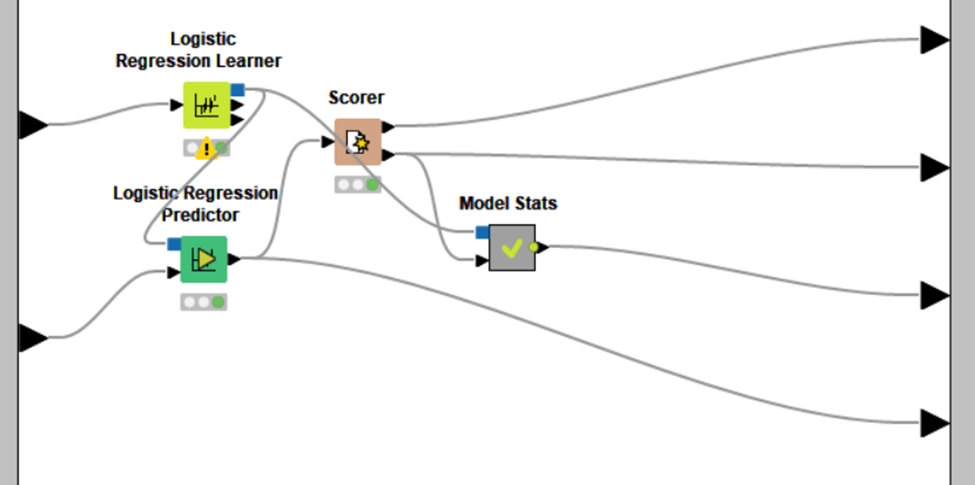 Logistic
Regression Learner
Scorer
Logistic Regression
Predictor
Model Stats